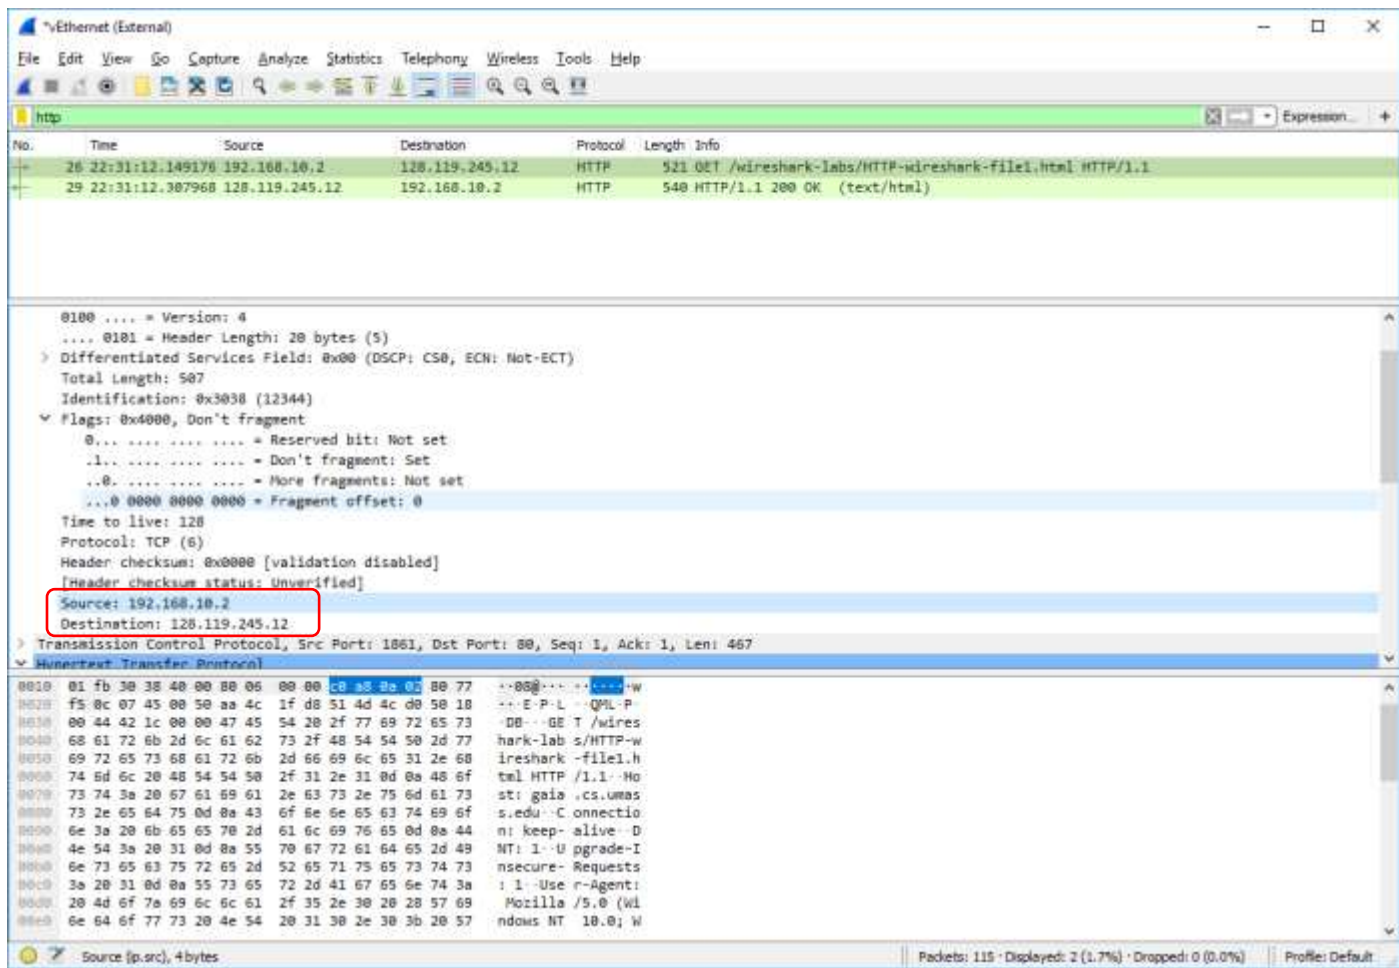 *vEthernet (External)
File Edit View Go Capture Analyze Statistics Telephony Wireless Tools Help
http Expression... +
No. Time Source Destination Protocol Length Info
26 22:31:12.149176 192.168.10.2 128.119.245.12 HTTP 521 GET /wireshark-labs/HTTP-wireshark-file1.html HTTP/1.1
29 22:31:12.307968 128.119.245.12 192.168.10.2 HTTP 540 HTTP/1.1 200 OK (text/html)
0100 .... = Version: 4
.... 0101 = Header Length: 20 bytes (5)
> Differentiated Services Field: 0x00 (DSCP: CS0, ECN: Not-ECT)
Total Length: 507
Identification: 0x3038 (12344)
Flags: 0x4000, Don't fragment
0... .... .... .... = Reserved bit: Not set
.1.. .... .... .... = Don't fragment: Set
..0. .... .... .... = More fragments: Not set
...0 0000 0000 0000 = Fragment offset: 0
Time to live: 128
Protocol: TCP (6)
Header checksum: 0x0000 [validation disabled]
[Header checksum status: Unverified]
Source: 192.168.10.2
Destination: 128.119.245.12
> Transmission Control Protocol, Src Port: 1861, Dst Port: 80, Seq: 1, Ack: 1, Len: 467
Hypertext Transfer Protocol
0010 01 fb 30 38 40 00 80 06 00 00 c0 a8 0a 02 80 77 ··08@··· ·······w
0020 f5 0c 07 45 00 50 aa 4c 1f d8 51 4d 4c d0 50 18 ···E·P·L ··QML·P·
0030 00 44 42 1c 00 00 47 45 54 20 2f 77 69 72 65 73 ·DB···GE T /wires
0040 68 61 72 6b 2d 6c 61 62 73 2f 48 54 54 50 2d 77 hark-lab s/HTTP-w
0050 69 72 65 73 68 61 72 6b 2d 66 69 6c 65 31 2e 68 ireshark -file1.h
0060 74 6d 6c 20 48 54 54 50 2f 31 2e 31 0d 0a 48 6f tml HTTP /1.1··Ho
0070 73 74 3a 20 67 61 69 61 2e 63 73 2e 75 6d 61 73 st: gaia .cs.umas
0080 73 2e 65 64 75 0d 0a 43 6f 6e 6e 65 63 74 69 6f s.edu··C onnectio
0090 6e 3a 20 6b 65 65 70 2d 61 6c 69 76 65 0d 0a 44 n: keep- alive··D
00a0 4e 54 3a 20 31 0d 0a 55 70 67 72 61 64 65 2d 49 NT: 1··U pgrade-I
00b0 6e 73 65 63 75 72 65 2d 52 65 71 75 65 73 74 73 nsecure- Requests
00c0 3a 20 31 0d 0a 55 73 65 72 2d 41 67 65 6e 74 3a : 1··Use r-Agent:
00d0 20 4d 6f 7a 69 6c 6c 61 2f 35 2e 30 20 28 57 69 Mozilla /5.0 (Wi
00e0 6e 64 6f 77 73 20 4e 54 20 31 30 2e 30 3b 20 57 ndows NT 10.0; W
Source (ip.src), 4 bytes Packets: 115 · Displayed: 2 (1.7%) · Dropped: 0 (0.0%) Profile: Default